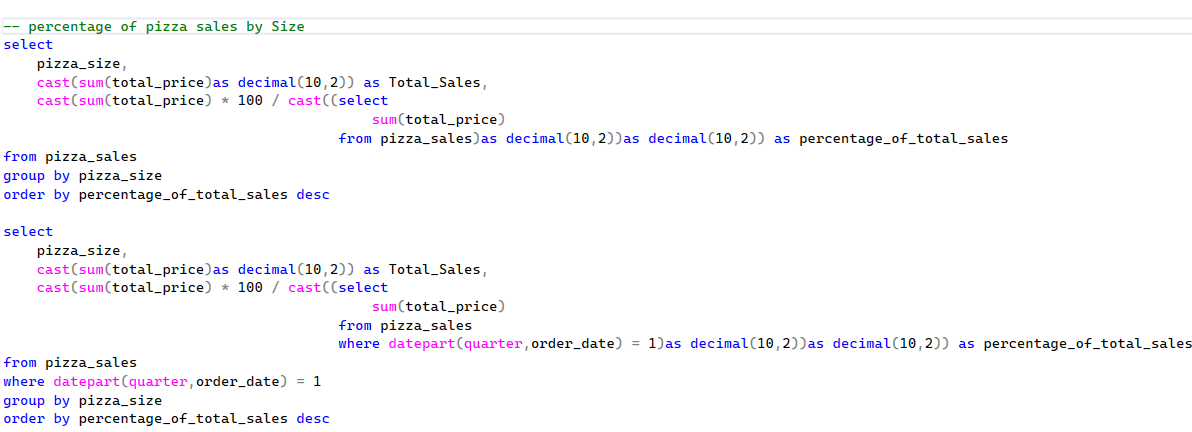 -- percentage of pizza sales by Size
select
    pizza_size,
    cast(sum(total_price)as decimal(10,2)) as Total_Sales,
    cast(sum(total_price) * 100 / cast((select
                                            sum(total_price)
                                        from pizza_sales)as decimal(10,2))as decimal(10,2)) as percentage_of_total_sales
from pizza_sales
group by pizza_size
order by percentage_of_total_sales desc

select
    pizza_size,
    cast(sum(total_price)as decimal(10,2)) as Total_Sales,
    cast(sum(total_price) * 100 / cast((select
                                            sum(total_price)
                                        from pizza_sales
                                        where datepart(quarter,order_date) = 1)as decimal(10,2))as decimal(10,2)) as percentage_of_total_sales
from pizza_sales
where datepart(quarter,order_date) = 1
group by pizza_size
order by percentage_of_total_sales desc